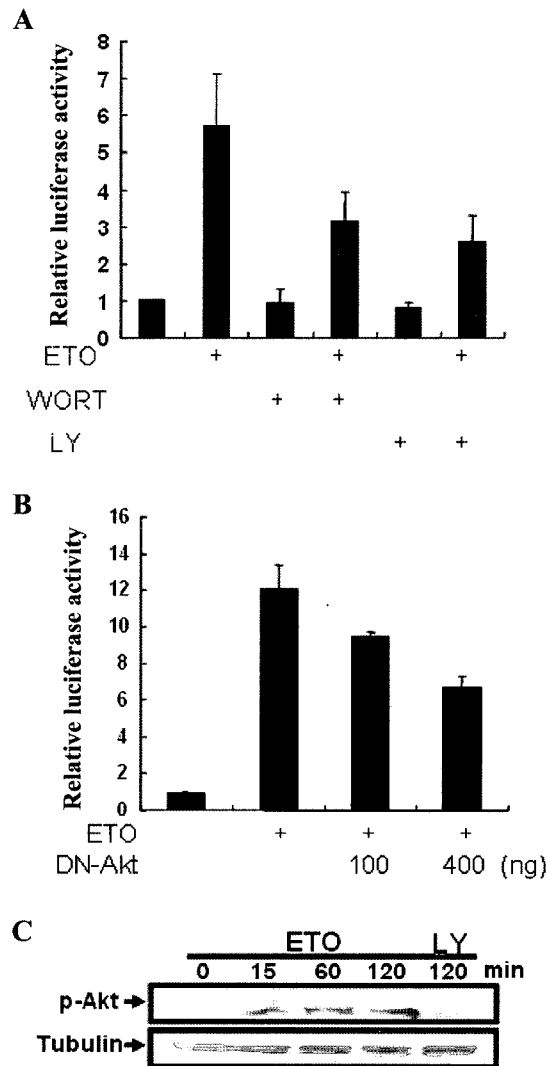 A
Relative luciferase activity
8
7
6
5
4
3
2
1
0
ETO + + +
WORT + +
LY + +
B
Relative luciferase activity
16
14
12
10
8
6
4
2
0
ETO + + +
DN-Akt 100 400 (ng)
C
ETO LY
0 15 60 120 120 min
p-Akt
Tubulin